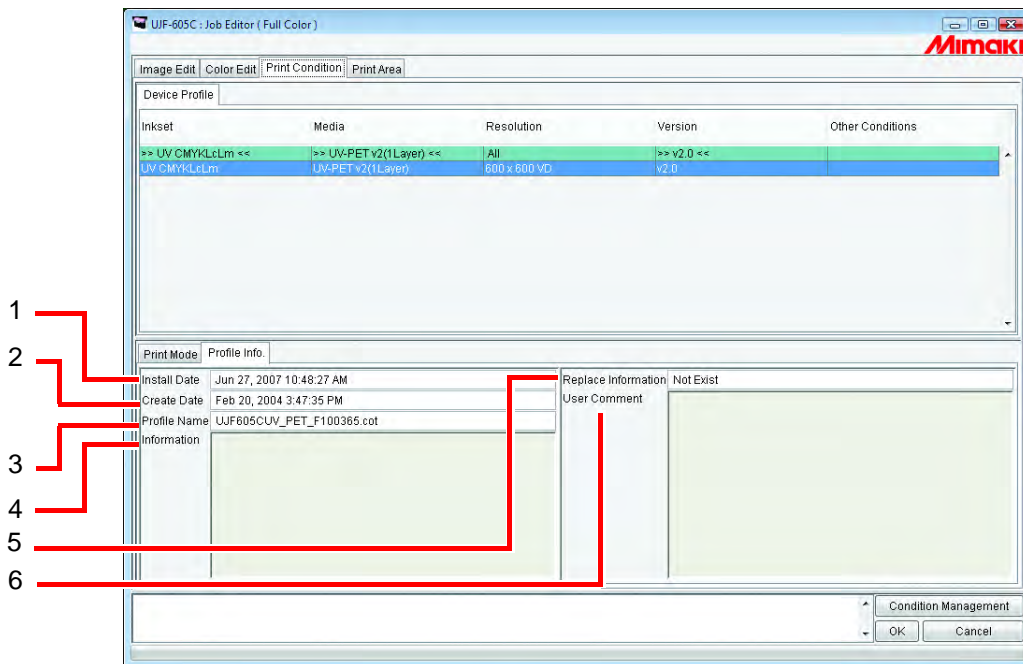 UJF-605C : Job Editor ( Full Color )
Mimaki
Image Edit Color Edit Print Condition Print Area
Device Profile
Inkset Media Resolution Version Other Conditions
>> UV CMYKLcLm << >> UV-PET v2(1Layer) << All >> v2.0 <<
UV CMYKLcLm UV-PET v2(1Layer) 600 x 600 VD v2.0
Print Mode Profile Info.
1
2
3
4
5
6
Install Date Jun 27, 2007 10:48:27 AM
Create Date Feb 20, 2004 3:47:35 PM
Profile Name UJF605CUV_PET_F100365.cot
Information
Replace Information Not Exist
User Comment
Condition Management
OK Cancel